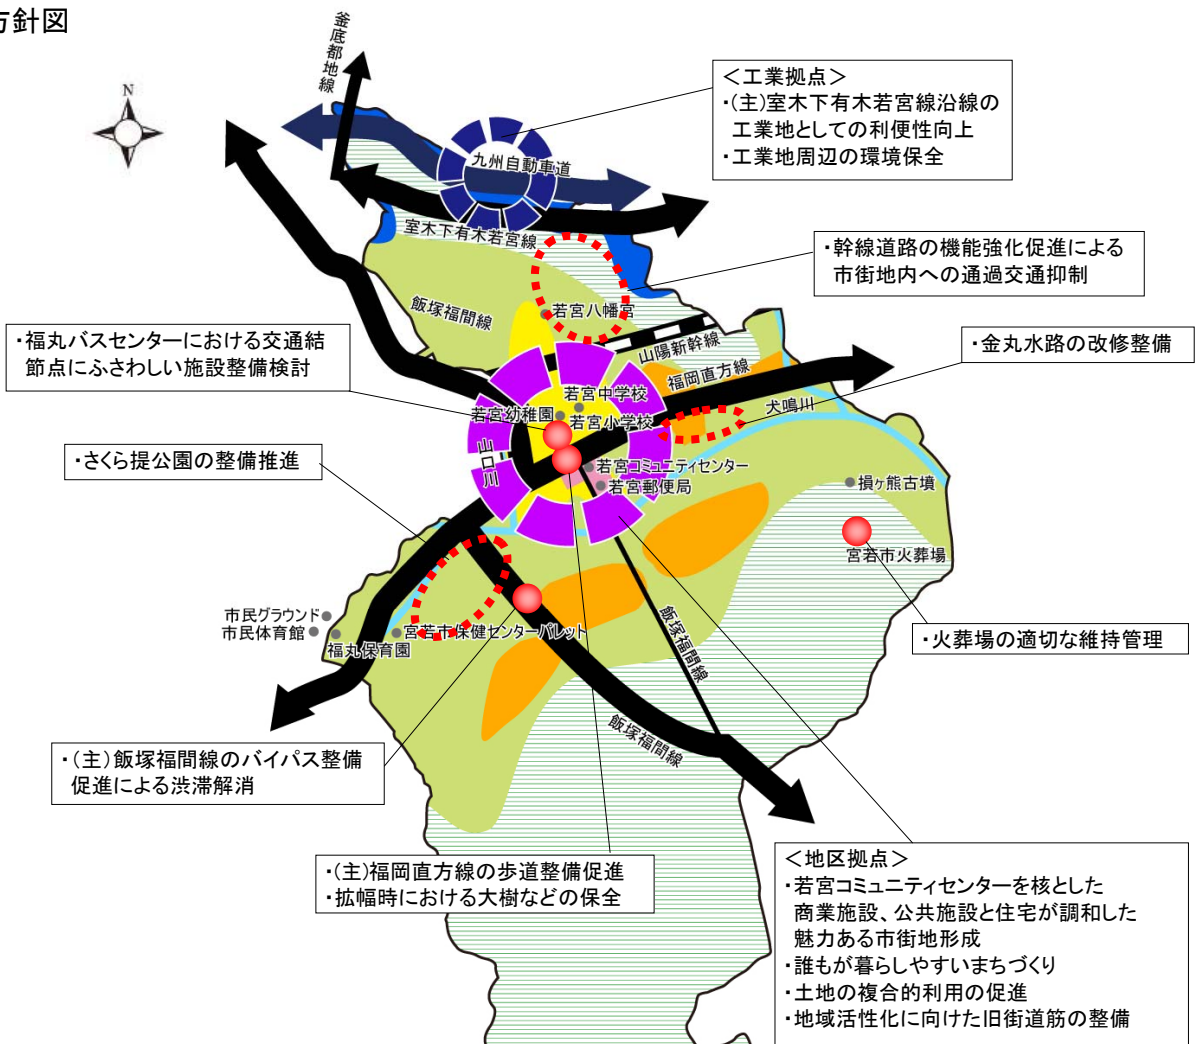 方針図
釜底都地線
N
<工業拠点>
・(主)室木下有木若宮線沿線の
工業地としての利便性向上
・工業地周辺の環境保全
九州自動車道
室木下有木若宮線
・幹線道路の機能強化促進による
市街地内への通過交通抑制
飯塚福間線
若宮八幡宮
・福丸バスセンターにおける交通結
節点にふさわしい施設整備検討
山陽新幹線
・金丸水路の改修整備
福岡直方線
若宮中学校
犬鳴川
若宮幼稚園
若宮小学校
山口川
・さくら提公園の整備推進
若宮コミュニティセンター
若宮郵便局
損ヶ熊古墳
宮若市火葬場
市民グラウンド
市民体育館
宮若市保健センターパレット
福丸保育園
・火葬場の適切な維持管理
飯塚福間線
飯塚福間線
・(主)飯塚福間線のバイパス整備
促進による渋滞解消
・(主)福岡直方線の歩道整備促進
・拡幅時における大樹などの保全
<地区拠点>
・若宮コミュニティセンターを核とした
商業施設、公共施設と住宅が調和した
魅力ある市街地形成
・誰もが暮らしやすいまちづくり
・土地の複合的利用の促進
・地域活性化に向けた旧街道筋の整備